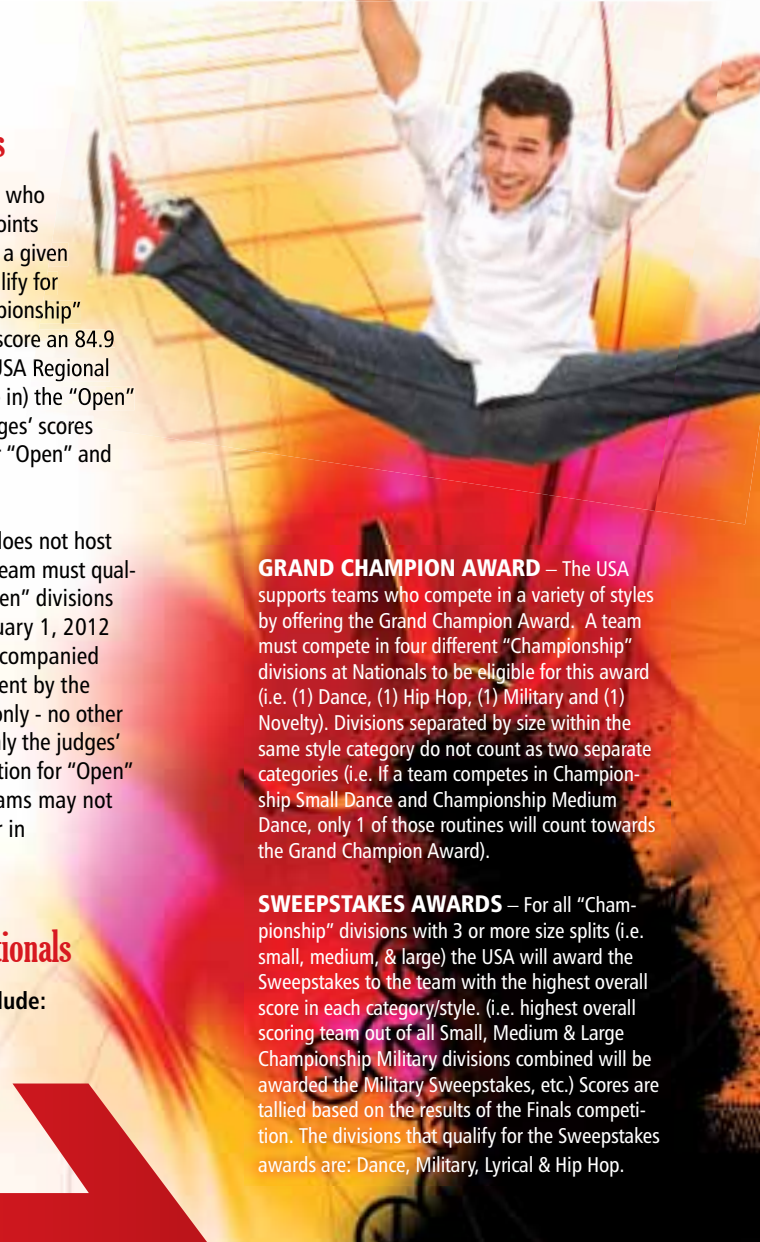 s
who
oints
a given
lify for
pionship”
score an 84.9
USA Regional
in) the “Open”
ges’ scores
“Open” and
does not host
eam must qual-
en” divisions
uary 1, 2012
companied
ent by the
only - no other
ly the judges’
tion for “Open”
ams may not
r in
tionals
lude:
GRAND CHAMPION AWARD – The USA
supports teams who compete in a variety of styles
by offering the Grand Champion Award. A team
must compete in four different “Championship”
divisions at Nationals to be eligible for this award
(i.e. (1) Dance, (1) Hip Hop, (1) Military and (1)
Novelty). Divisions separated by size within the
same style category do not count as two separate
categories (i.e. If a team competes in Champion-
ship Small Dance and Championship Medium
Dance, only 1 of those routines will count towards
the Grand Champion Award).
SWEEPSTAKES AWARDS – For all “Cham-
pionship” divisions with 3 or more size splits (i.e.
small, medium, & large) the USA will award the
Sweepstakes to the team with the highest overall
score in each category/style. (i.e. highest overall
scoring team out of all Small, Medium & Large
Championship Military divisions combined will be
awarded the Military Sweepstakes, etc.) Scores are
tallied based on the results of the Finals competi-
tion. The divisions that qualify for the Sweepstakes
awards are: Dance, Military, Lyrical & Hip Hop.